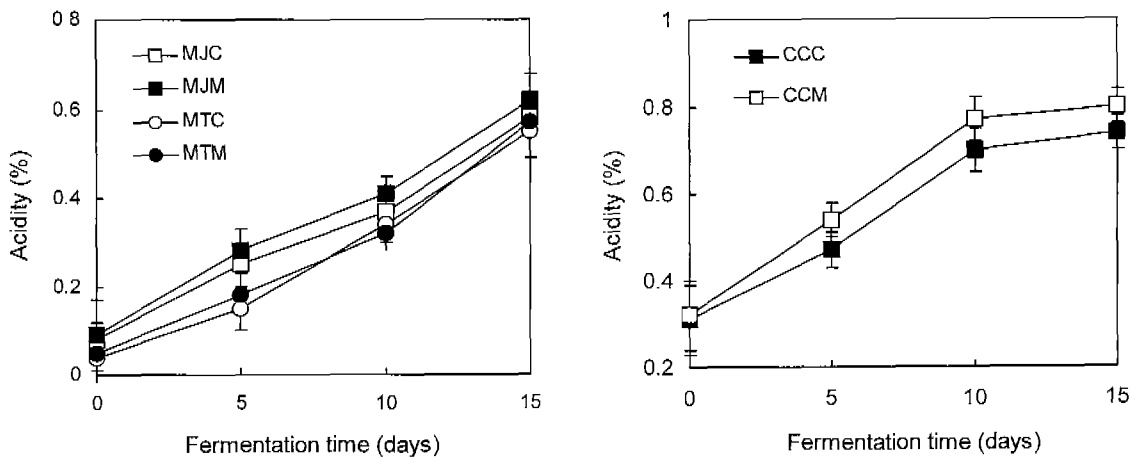 0.8
0.6
0.4
0.2
0
Acidity (%)
MJC
MJM
MTC
MTM
0 5 10 15
Fermentation time (days)
1
0.8
0.6
0.4
0.2
Acidity (%)
CCC
CCM
0 5 10 15
Fermentation time (days)